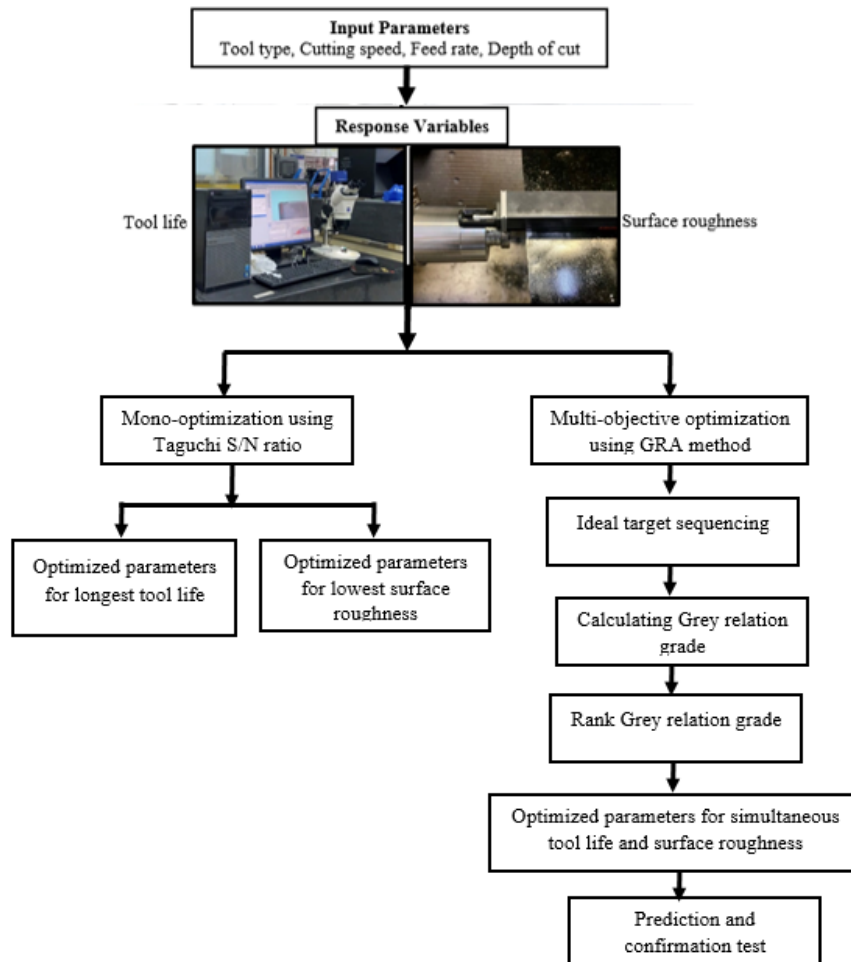 Input Parameters
Tool type, Cutting speed, Feed rate, Depth of cut
Response Variables
Tool life
Surface roughness
Mono-optimization using
Taguchi S/N ratio
Multi-objective optimization
using GRA method
Optimized parameters
for longest tool life
Optimized parameters
for lowest surface
roughness
Ideal target sequencing
Calculating Grey relation
grade
Rank Grey relation grade
Optimized parameters for simultaneous
tool life and surface roughness
Prediction and
confirmation test